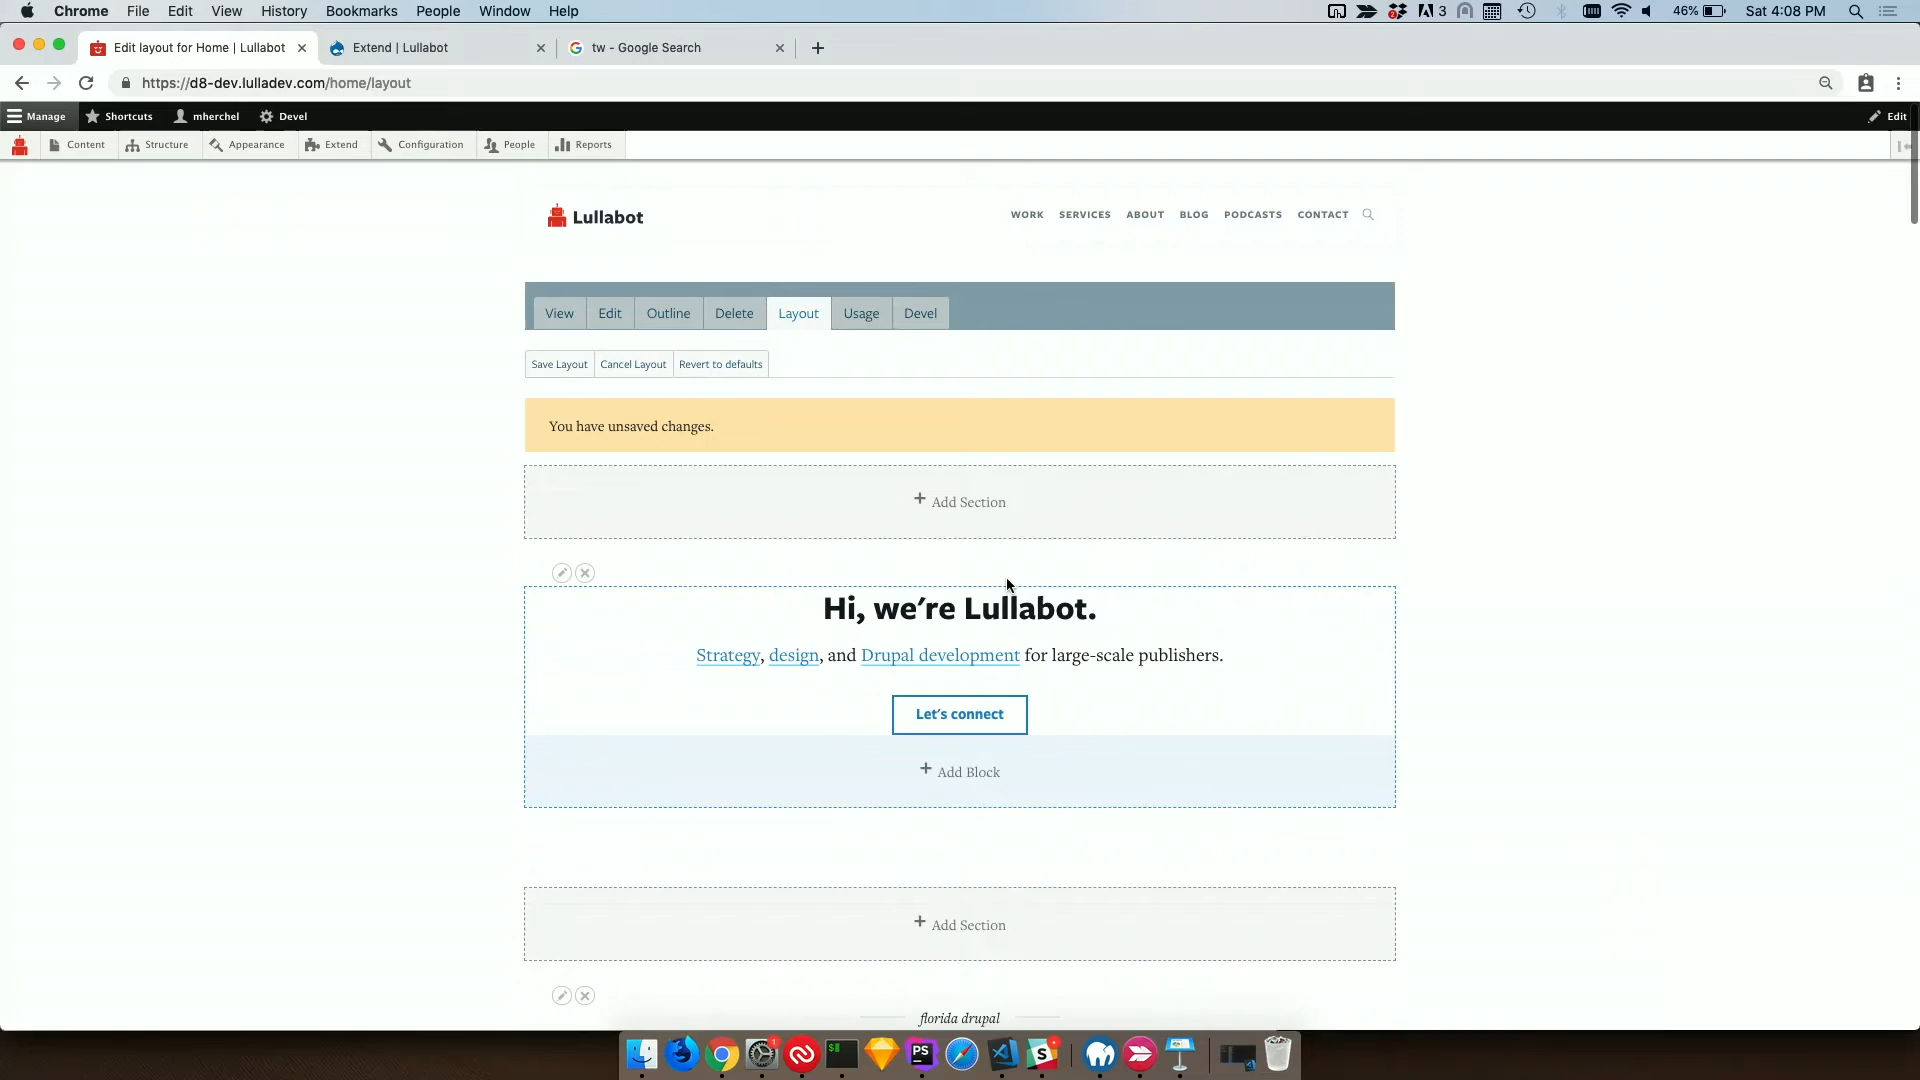 Chrome File Edit View History Bookmarks People Window Help
3 46% Sat 4:08 PM
Edit layout for Home | Lullabot Extend | Lullabot tw - Google Search
https://d8-dev.lulladev.com/home/layout
Manage Shortcuts mherchel Devel Edit
Content Structure Appearance Extend Configuration People Reports
Lullabot WORK SERVICES ABOUT BLOG PODCASTS CONTACT
View Edit Outline Delete Layout Usage Devel
Save Layout Cancel Layout Revert to defaults
You have unsaved changes.
+ Add Section
Hi, we're Lullabot.
Strategy, design, and Drupal development for large-scale publishers.
Let's connect
+ Add Block
+ Add Section
florida drupal